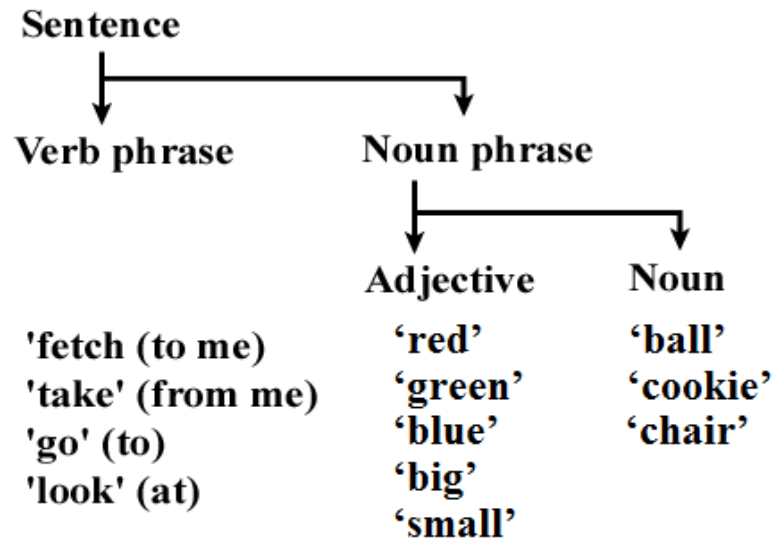 Sentence
Verb phrase
Noun phrase
Adjective
Noun
'fetch (to me)
'take' (from me)
'go' (to)
'look' (at)
‘red’
‘green’
‘blue’
‘big’
‘small’
‘ball’
‘cookie’
‘chair’